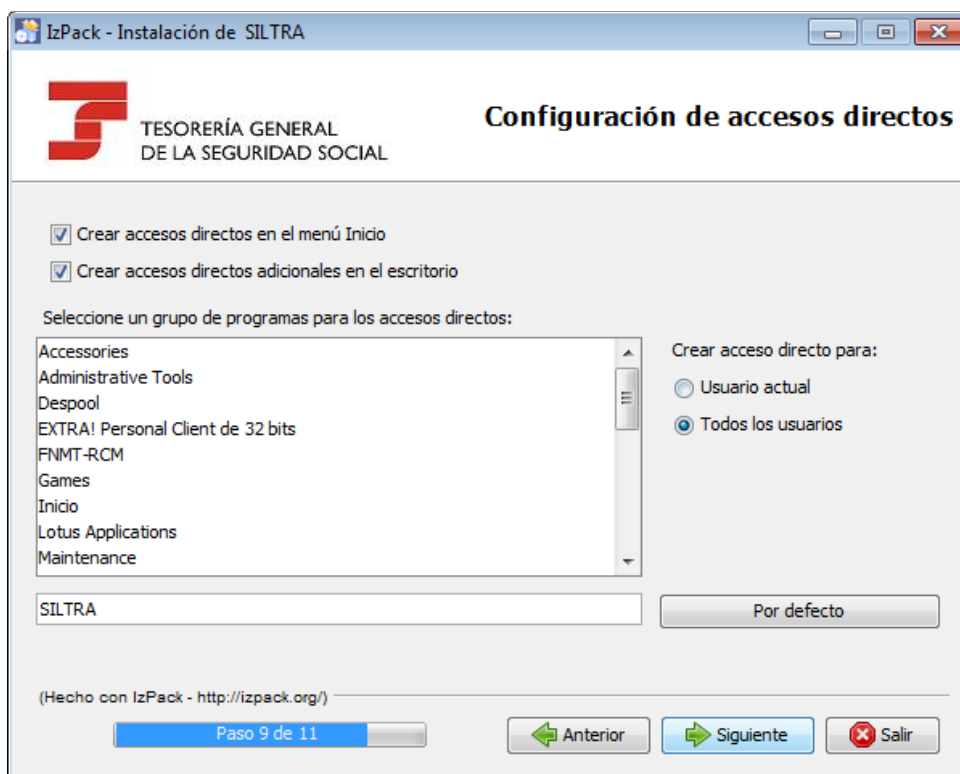 IzPack - Instalación de SILTRA
TESORERÍA GENERAL
DE LA SEGURIDAD SOCIAL
Configuración de accesos directos
Crear accesos directos en el menú Inicio
Crear accesos directos adicionales en el escritorio
Seleccione un grupo de programas para los accesos directos:
Accessories
Administrative Tools
Despool
EXTRA! Personal Client de 32 bits
FNMT-RCM
Games
Inicio
Lotus Applications
Maintenance
Crear acceso directo para:
Usuario actual
Todos los usuarios
SILTRA
Por defecto
(Hecho con IzPack - http://izpack.org/)
Paso 9 de 11
Anterior
Siguiente
Salir